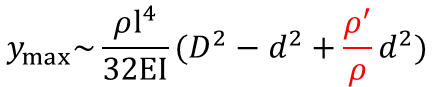 y_max ~ ρl⁴/32EI (D² − d² + ρ′/ρ d²)